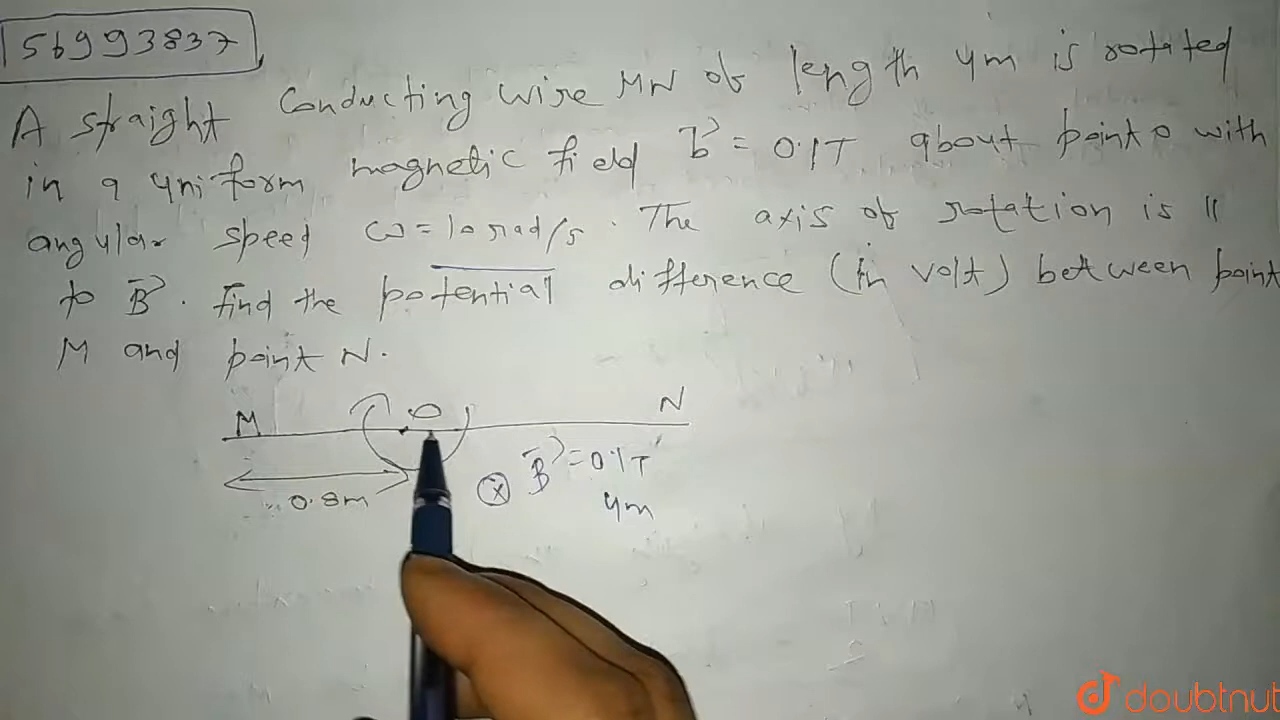 56993837
A straight conducting wire MN of length 4m is rotated
in a uniform magnetic field B⃗ = 0.1T about point o with
angular speed ω = 10 rad/s. The axis of rotation is ||
to B⃗. Find the potential difference (in volt) between point
M and point N.
M O N
0.8m
⊗ B⃗ = 0.1T
4m
doubtnut